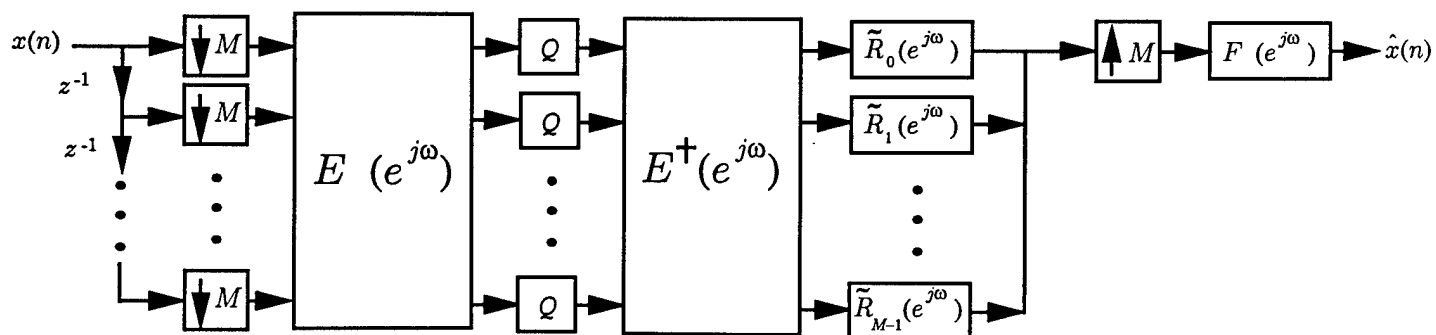 x(n)
M
E (e^{jω})
Q
E^†(e^{jω})
R̃_0(e^{jω})
M
F (e^{jω})
x̂(n)
z^{-1}
M
Q
R̃_1(e^{jω})
z^{-1}
M
Q
R̃_{M-1}(e^{jω})